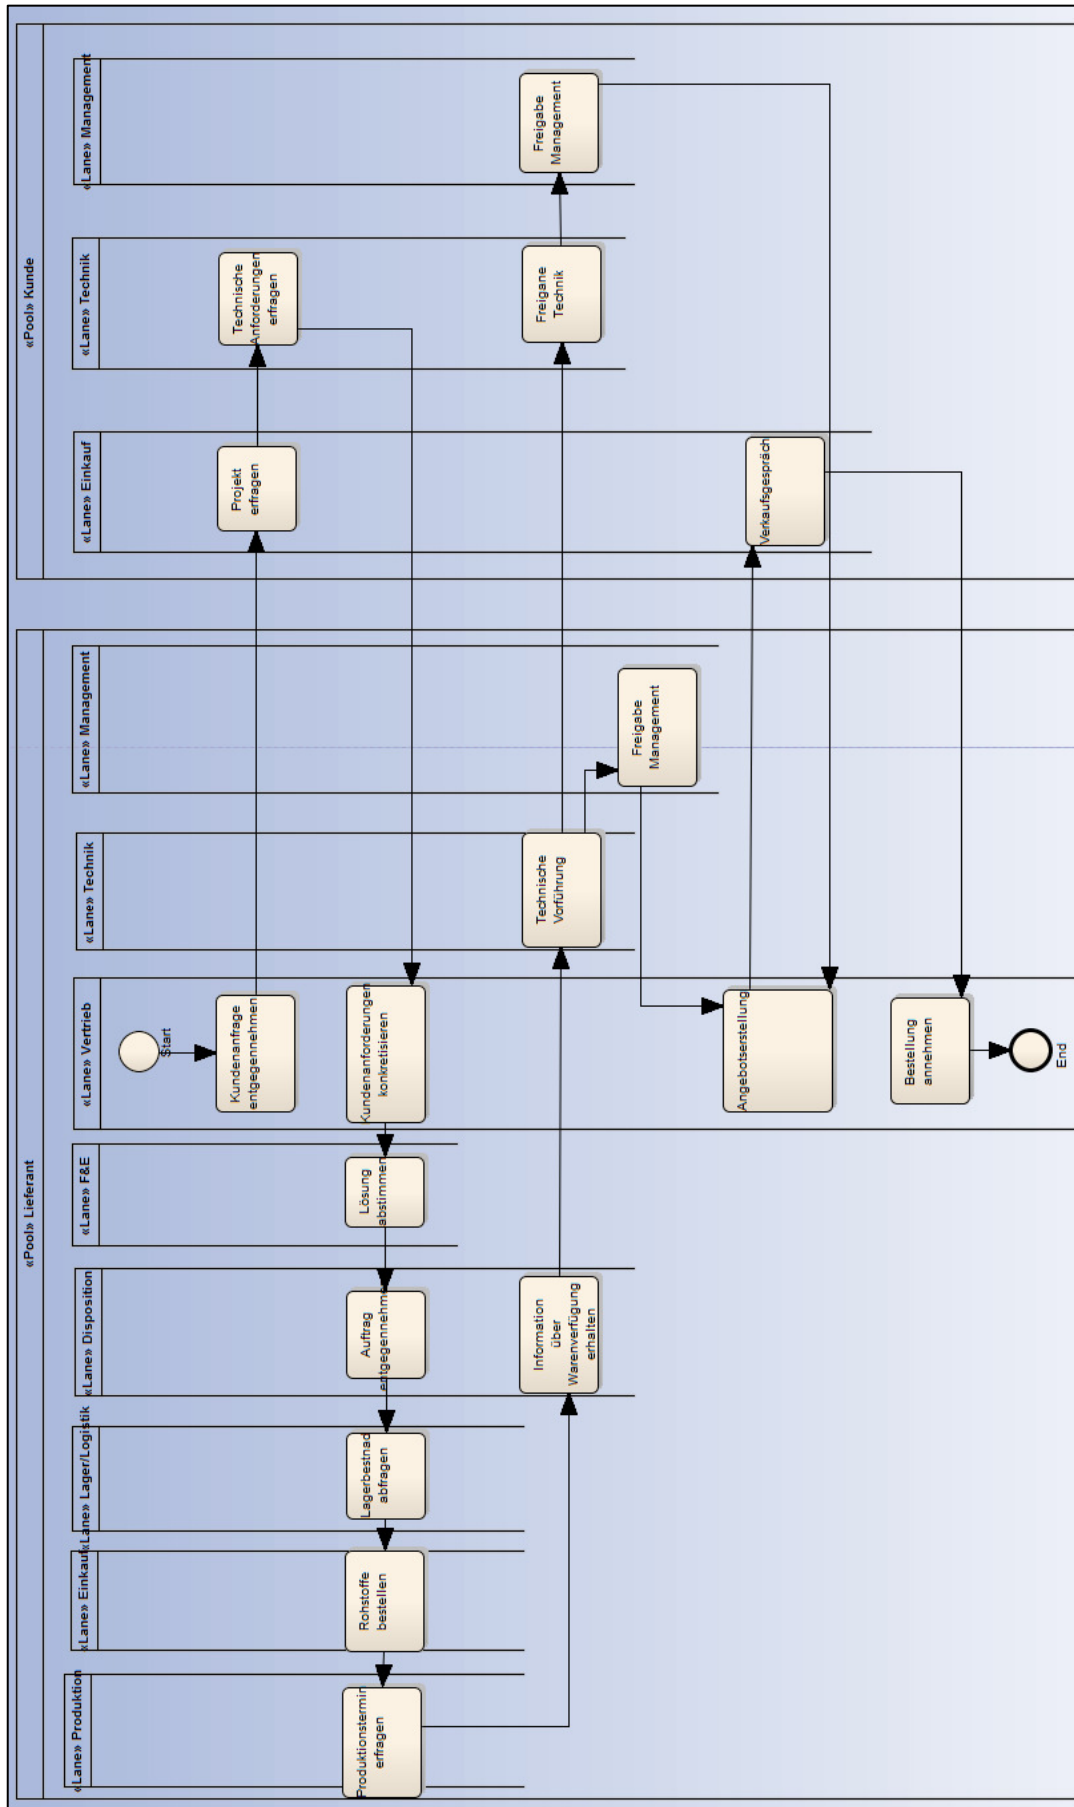 «Pool» Kunde
«Lane» Management
Freigabe
Management
«Lane» Technik
Technische
Anforderungen
erfragen
Freigane
Technik
«Lane» Einkauf
Projekt
erfragen
Verkaufsgespräch
«Pool» Lieferant
«Lane» Management
Freigabe
Management
«Lane» Technik
Technische
Vorführung
«Lane» Vertrieb
Start
Kundenanfrage
entgegennehmen
Kundenanforderungen
konkretisieren
Angebotserstellung
Bestellung
annehmen
End
«Lane» F&E
Lösung
abstimmen
«Lane» Disposition
Auftrag
entgegennehme
Information
über
Warenverfügung
erhalten
«Lane» Lager/Logistik
Lagerbestnad
abfragen
«Lane» Einkauf
Rohstoffe
bestellen
«Lane» Produktion
Produktionstermin
erfragen